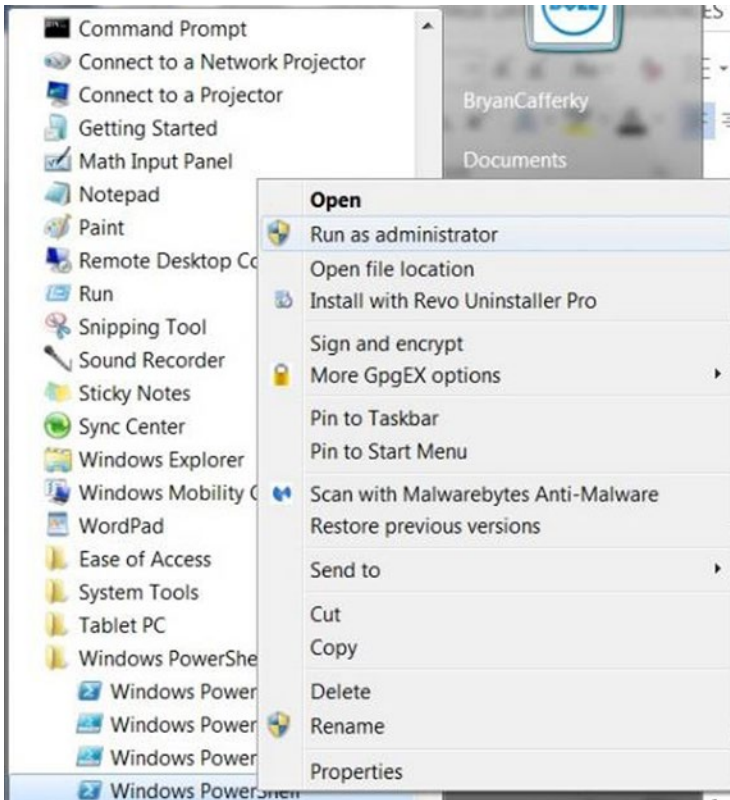 Command Prompt
Connect to a Network Projector
Connect to a Projector
Getting Started
Math Input Panel
Notepad
Paint
Remote Desktop Co
Run
Snipping Tool
Sound Recorder
Sticky Notes
Sync Center
Windows Explorer
Windows Mobility C
WordPad
Ease of Access
System Tools
Tablet PC
Windows PowerShe
Windows Power
Windows Power
Windows Power
Windows PowerShell
DELL
ES
BryanCafferky
Documents
Open
Run as administrator
Open file location
Install with Revo Uninstaller Pro
Sign and encrypt
More GpgEX options
Pin to Taskbar
Pin to Start Menu
Scan with Malwarebytes Anti-Malware
Restore previous versions
Send to
Cut
Copy
Delete
Rename
Properties